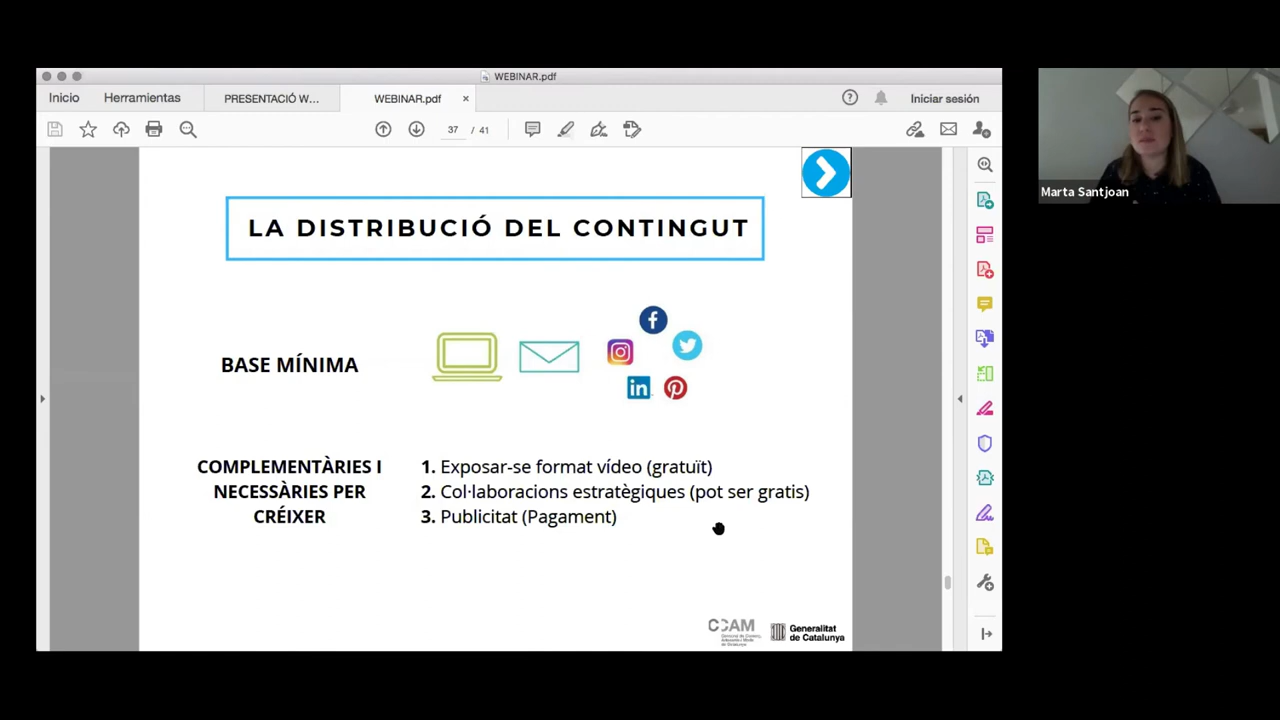 WEBINAR.pdf
Inicio
Herramientas
PRESENTACIÓ W...
WEBINAR.pdf
×
Iniciar sesión
37 / 41
Marta Santjoan
LA DISTRIBUCIÓ DEL CONTINGUT
BASE MÍNIMA
COMPLEMENTÀRIES I
NECESSÀRIES PER
CRÉIXER
1. Exposar-se format vídeo (gratuït)
2. Col·laboracions estratègiques (pot ser gratis)
3. Publicitat (Pagament)
CCAM
Generalitat
de Catalunya